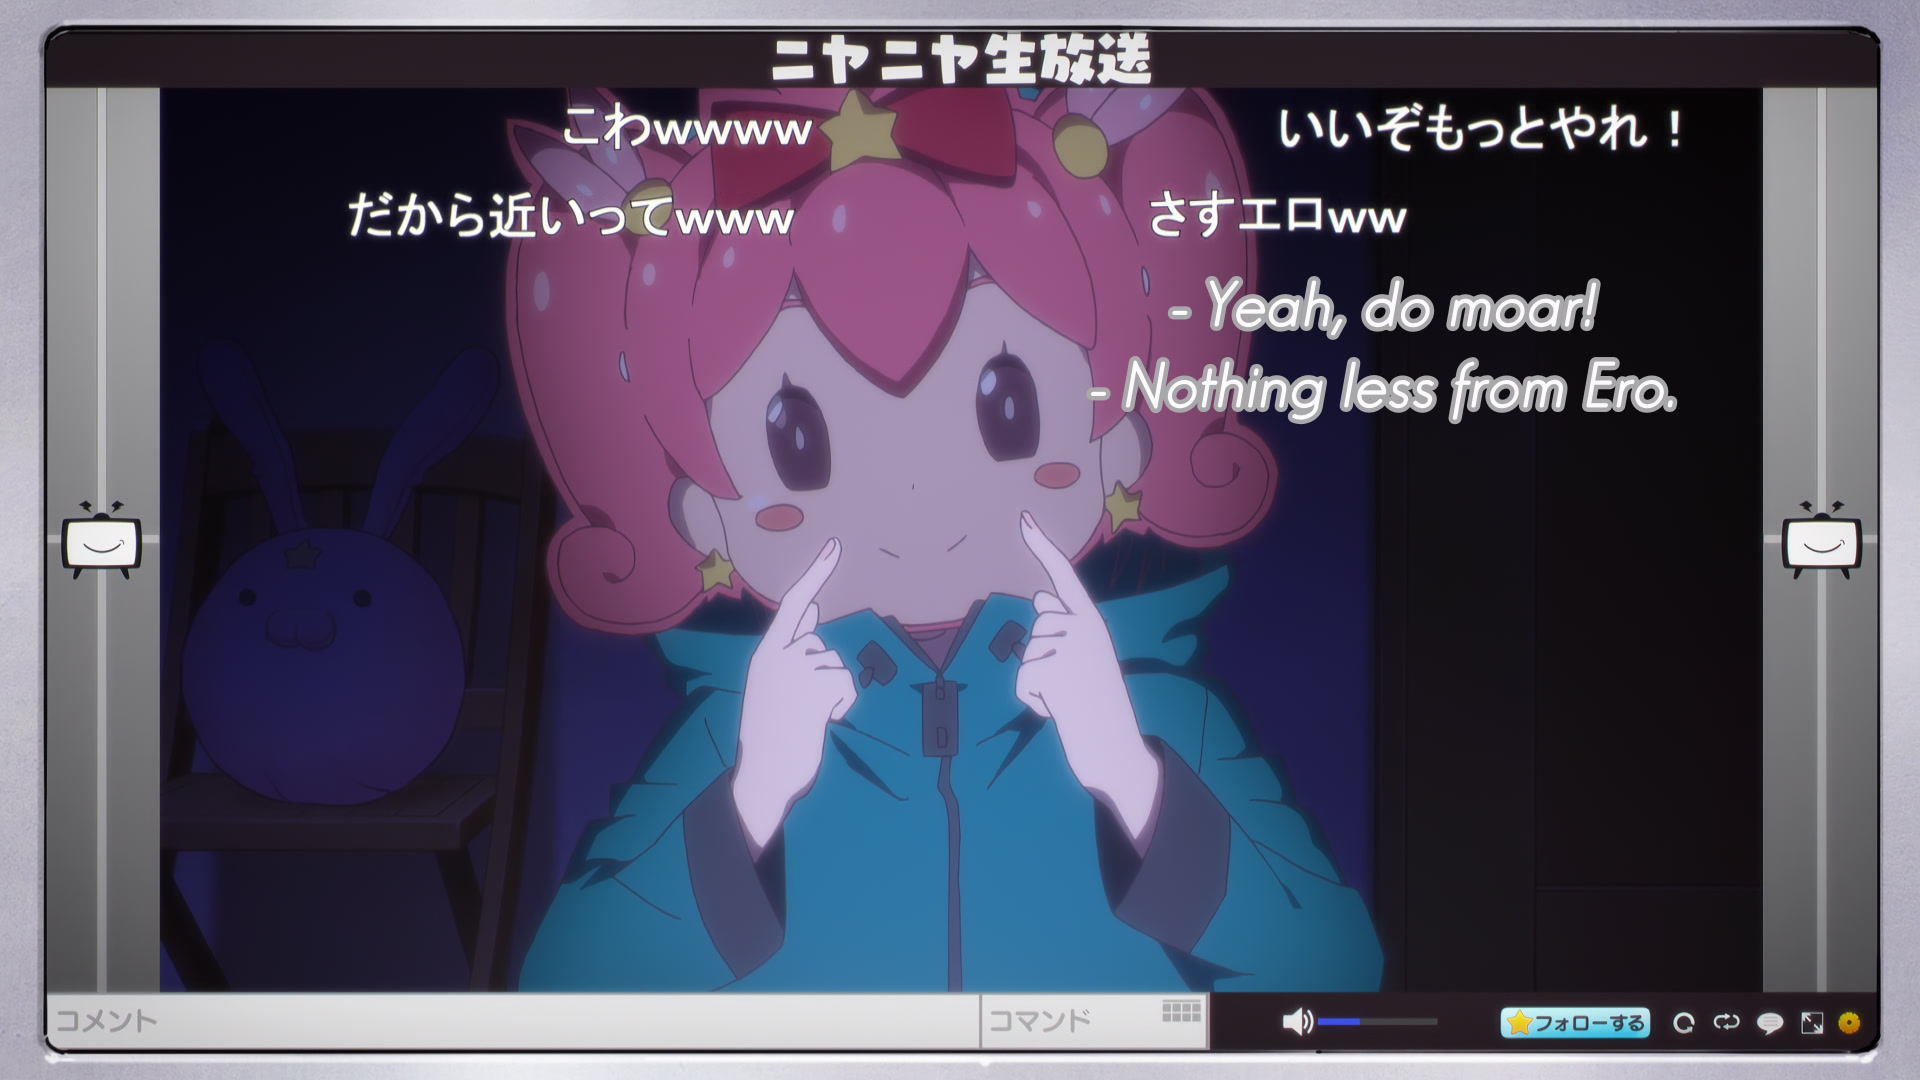 ニヤニヤ生放送
こわwwww
いいぞもっとやれ！
だから近いってwww
さすエロww
- Yeah, do moar!
- Nothing less from Ero.
コメント
コマンド
フォローする